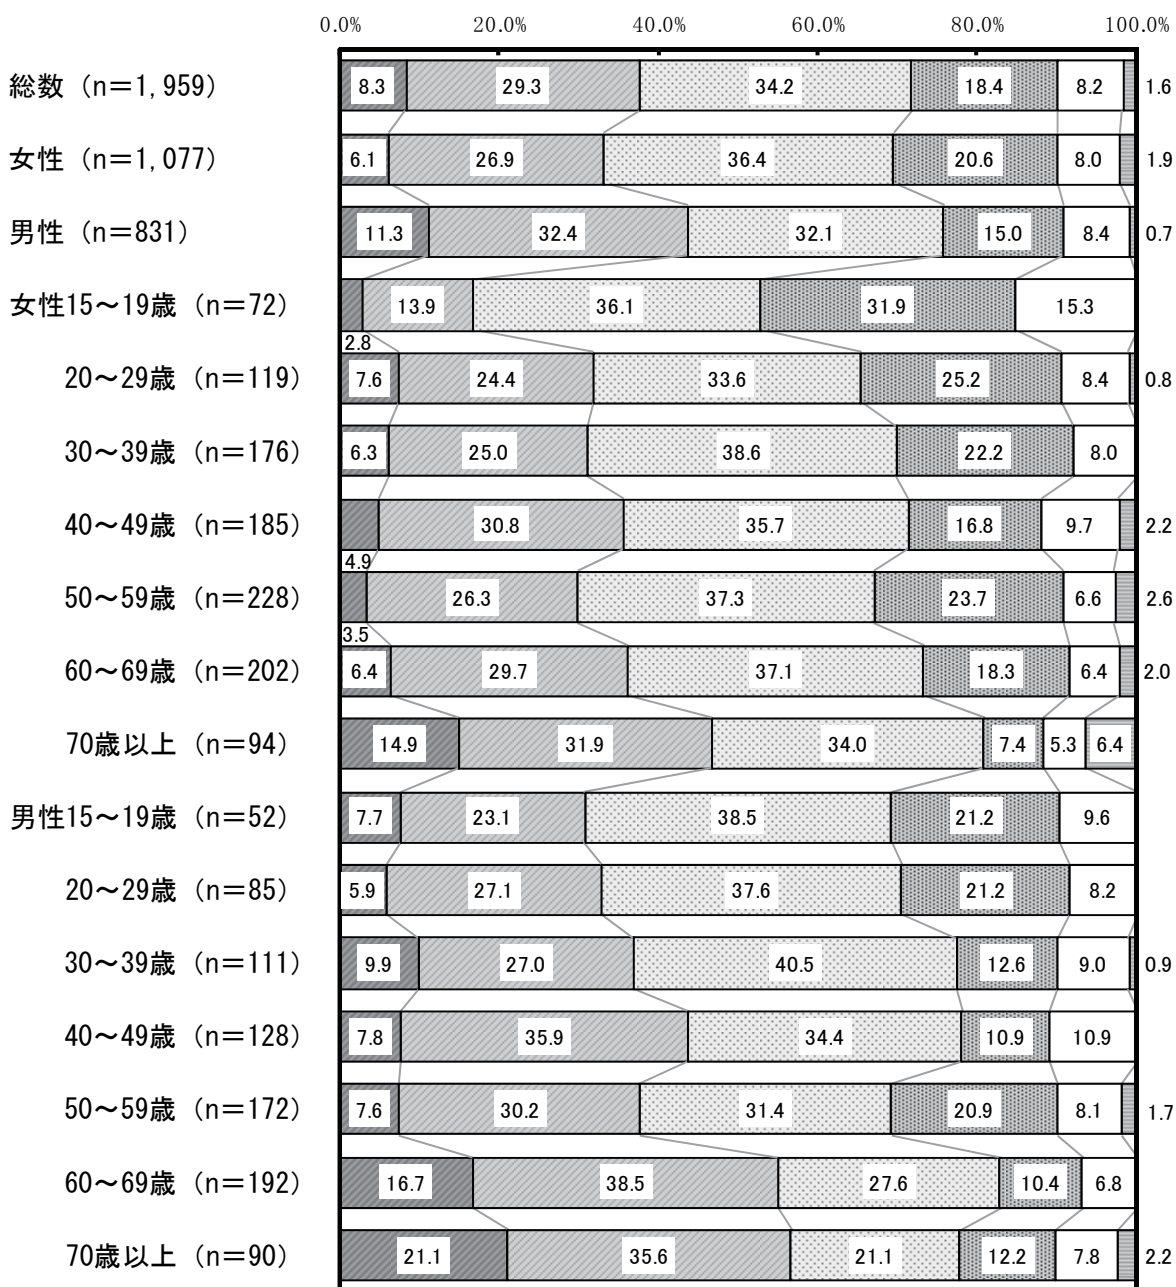 0.0% 20.0% 40.0% 60.0% 80.0% 100.0%
総数（n＝1,959） 8.3 29.3 34.2 18.4 8.2 1.6
女性（n＝1,077） 6.1 26.9 36.4 20.6 8.0 1.9
男性（n＝831） 11.3 32.4 32.1 15.0 8.4 0.7
女性15～19歳（n＝72） 13.9 36.1 31.9 15.3
2.8
20～29歳（n＝119） 7.6 24.4 33.6 25.2 8.4 0.8
30～39歳（n＝176） 6.3 25.0 38.6 22.2 8.0
40～49歳（n＝185） 30.8 35.7 16.8 9.7 2.2
4.9
50～59歳（n＝228） 26.3 37.3 23.7 6.6 2.6
3.5
60～69歳（n＝202） 6.4 29.7 37.1 18.3 6.4 2.0
70歳以上（n＝94） 14.9 31.9 34.0 7.4 5.3 6.4
男性15～19歳（n＝52） 7.7 23.1 38.5 21.2 9.6
20～29歳（n＝85） 5.9 27.1 37.6 21.2 8.2
30～39歳（n＝111） 9.9 27.0 40.5 12.6 9.0 0.9
40～49歳（n＝128） 7.8 35.9 34.4 10.9 10.9
50～59歳（n＝172） 7.6 30.2 31.4 20.9 8.1 1.7
60～69歳（n＝192） 16.7 38.5 27.6 10.4 6.8
70歳以上（n＝90） 21.1 35.6 21.1 12.2 7.8 2.2